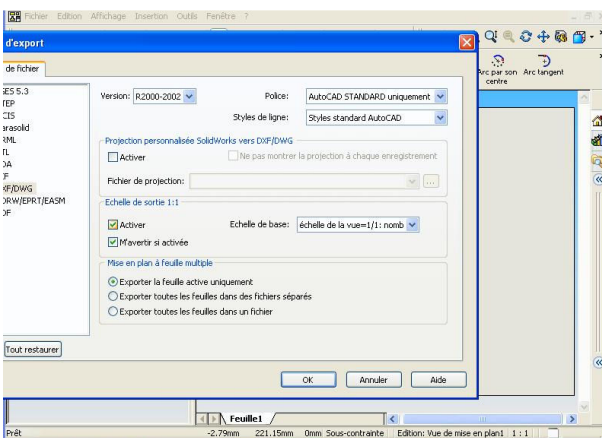 Fichier Edition Affichage Insertion Outils Fenêtre ?
d'export
de fichier
Arc par son centre
Arc tangent
GES 5.3
TEP
CIS
arasolid
RML
TL
DA
F
XF/DWG
DRW/EPRT/EASM
DF
Version: R2000-2002
Police: AutoCAD STANDARD uniquement
Styles de ligne: Styles standard AutoCAD
Projection personnalisée SolidWorks vers DXF/DWG
Activer
Ne pas montrer la projection à chaque enregistrement
Fichier de projection:
...
Echelle de sortie 1:1
Activer
Echelle de base: échelle de la vue=1/1: nomb
M'avertir si activée
Mise en plan à feuille multiple
Exporter la feuille active uniquement
Exporter toutes les feuilles dans des fichiers séparés
Exporter toutes les feuilles dans un fichier
Tout restaurer
OK
Annuler
Aide
Feuille1
Prêt
-2.79mm 221.15mm 0mm Sous-contrainte Edition: Vue de mise en plan1 1 : 1